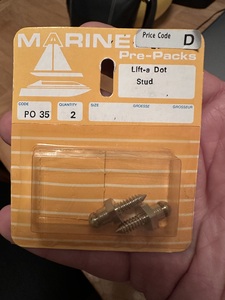 MARINE
Price Code D
Pre-Packs
Lift-a Dot
Stud
CODE QUANTITY SIZE
PO 35 2